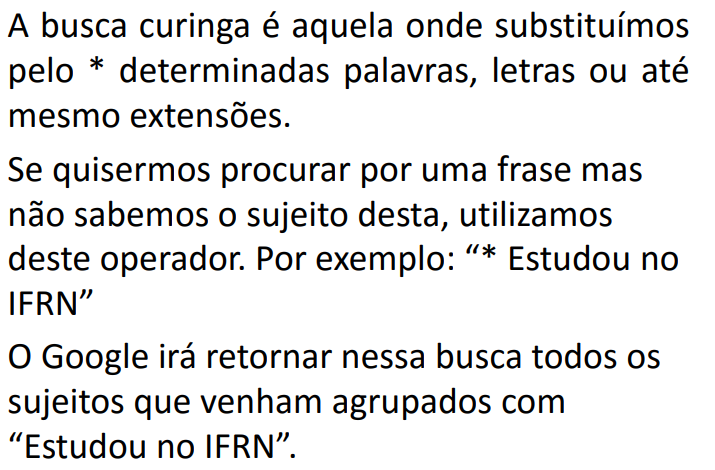 A busca curinga é aquela onde substituímos
pelo * determinadas palavras, letras ou até
mesmo extensões.
Se quisermos procurar por uma frase mas
não sabemos o sujeito desta, utilizamos
deste operador. Por exemplo: “* Estudou no
IFRN”
O Google irá retornar nessa busca todos os
sujeitos que venham agrupados com
“Estudou no IFRN”.